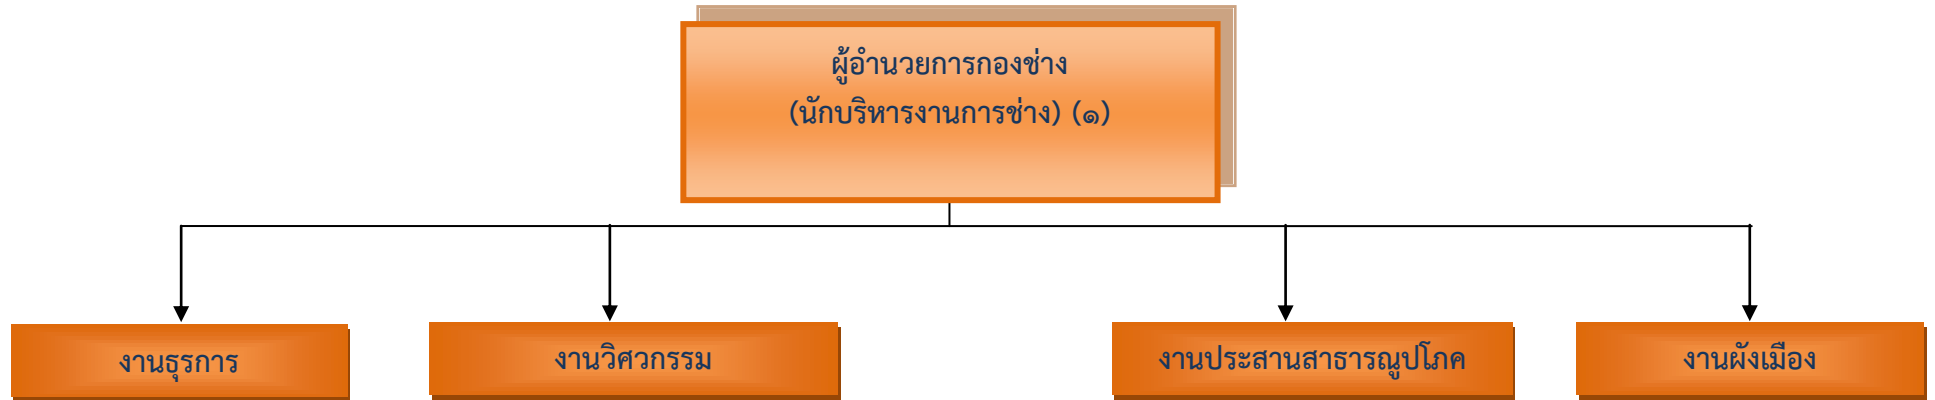 ผู้อำนวยการกองช่าง
(นักบริหารงานการช่าง) (๑)
งานธุรการ
งานวิศวกรรม
งานประสานสาธารณูปโภค
งานผังเมือง